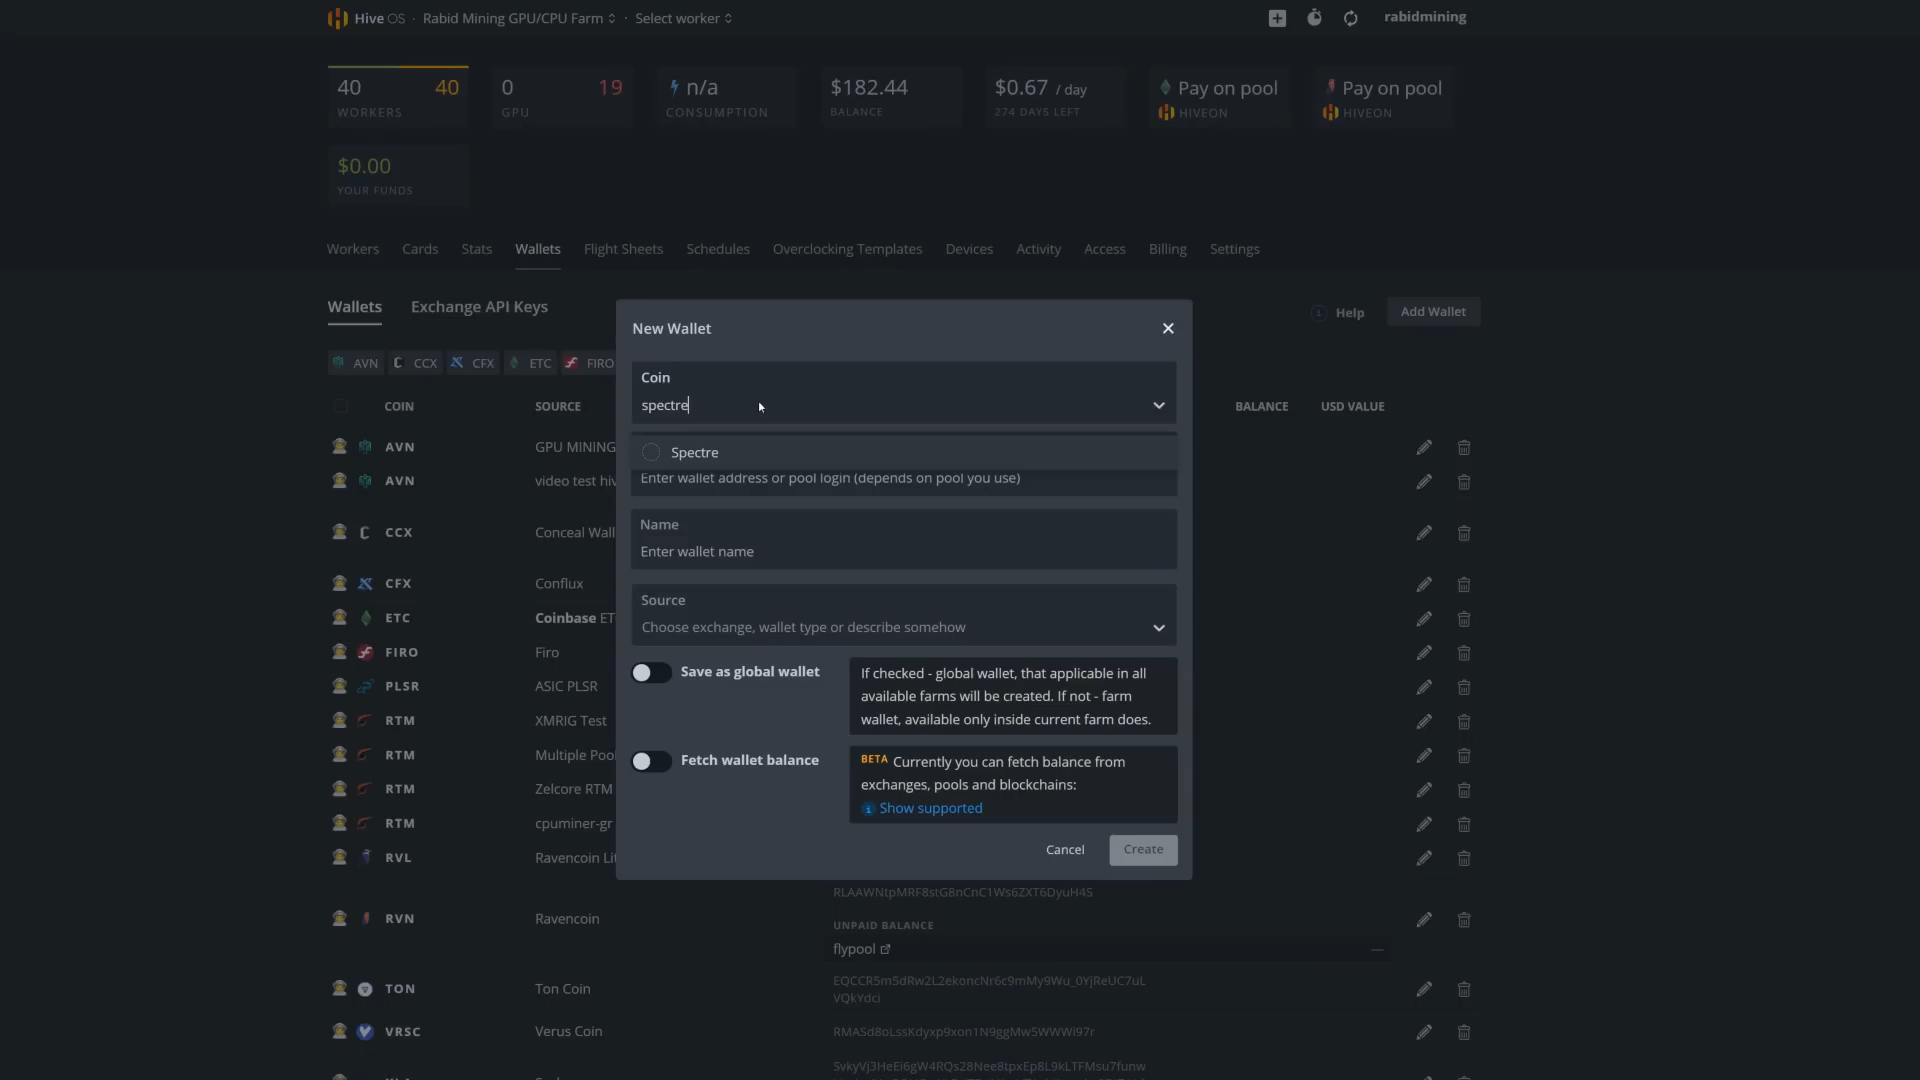 Hive OS · Rabid Mining GPU/CPU Farm · Select worker
rabidmining
40 40
WORKERS
0 19
GPU
n/a
CONSUMPTION
$182.44
BALANCE
$0.67 / day
274 DAYS LEFT
Pay on pool
HIVEON
Pay on pool
HIVEON
$0.00
YOUR FUNDS
Workers Cards Stats Wallets Flight Sheets Schedules Overclocking Templates Devices Activity Access Billing Settings
Wallets Exchange API Keys
Help Add Wallet
AVN CCX CFX ETC FIRO
COIN SOURCE BALANCE USD VALUE
AVN GPU MINING
AVN video test
CCX Conceal
CFX Conflux
ETC Coinbase
FIRO Firo
PLSR ASIC PLSR
RTM XMRIG Test
RTM Multiple
RTM Zelcore RTM
RTM cpuminer-gr
RVL Ravencoin
RLAAWNtpMRF8stG8nCnC1Ws6ZXT6DyuH4S
RVN Ravencoin
UNPAID BALANCE
flypool —
TON Ton Coin
EQCCR5m5dRw2L2ekoncNr6c9mMy9Wu_0YjReUC7uL
VQkYdci
VRSC Verus Coin
RMASd8oLssKdyxp9xon1N9ggMw5WWWi97r
SvkyVj3HeEi6gW4RQs28Nee8tpxEp8L9kLTFMsu7funw
New Wallet
Coin
spectre
Spectre
Enter wallet address or pool login (depends on pool you use)
Name
Enter wallet name
Source
Choose exchange, wallet type or describe somehow
Save as global wallet
If checked - global wallet, that applicable in all
available farms will be created. If not - farm
wallet, available only inside current farm does.
Fetch wallet balance
BETA Currently you can fetch balance from
exchanges, pools and blockchains:
Show supported
Cancel Create